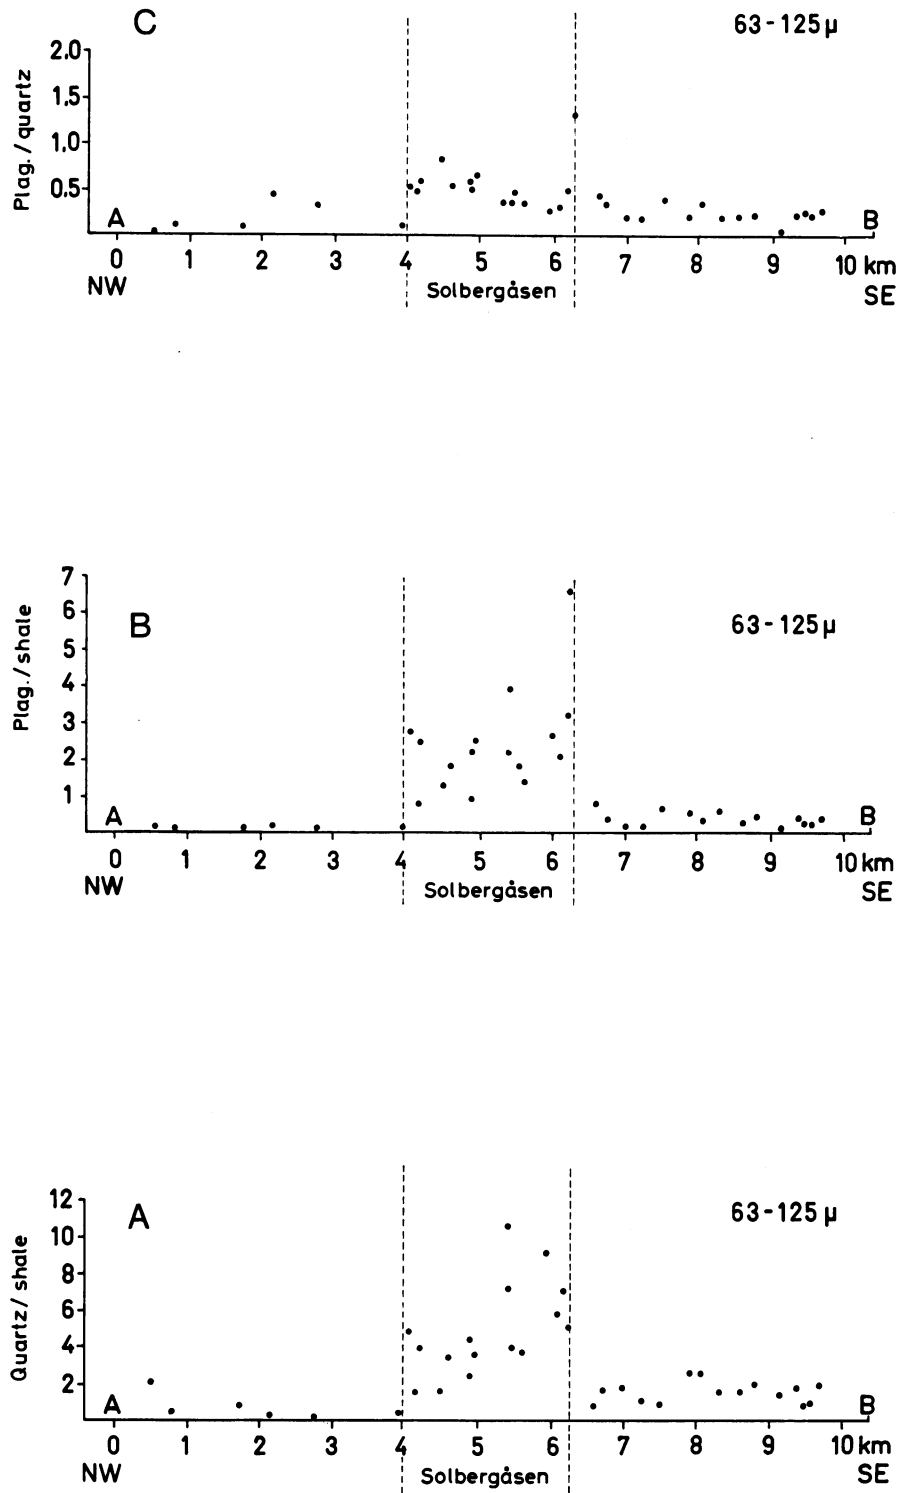 C
63-125µ
Plag./quartz
2.0
1.5
1.0
0.5
A
B
0 1 2 3 4 5 6 7 8 9 10 km
NW
Solbergåsen
SE
B
63-125µ
Plag./shale
7
6
5
4
3
2
1
A
B
0 1 2 3 4 5 6 7 8 9 10 km
NW
Solbergåsen
SE
A
63-125µ
Quartz/shale
12
10
8
6
4
2
A
B
0 1 2 3 4 5 6 7 8 9 10 km
NW
Solbergåsen
SE